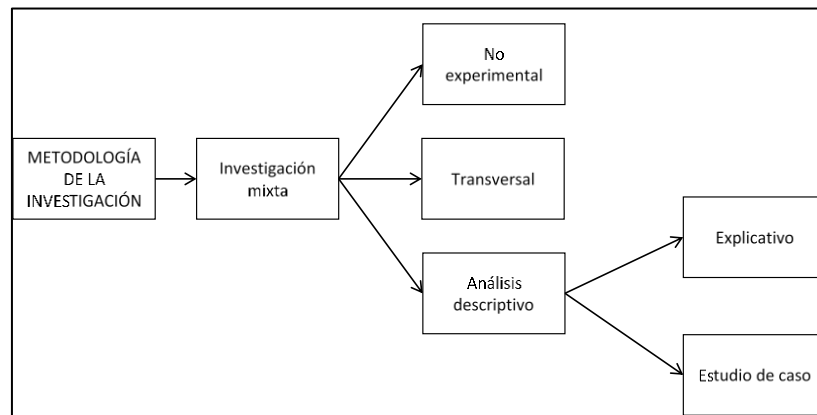 METODOLOGÍA
DE LA
INVESTIGACIÓN
Investigación
mixta
No
experimental
Transversal
Análisis
descriptivo
Explicativo
Estudio de caso